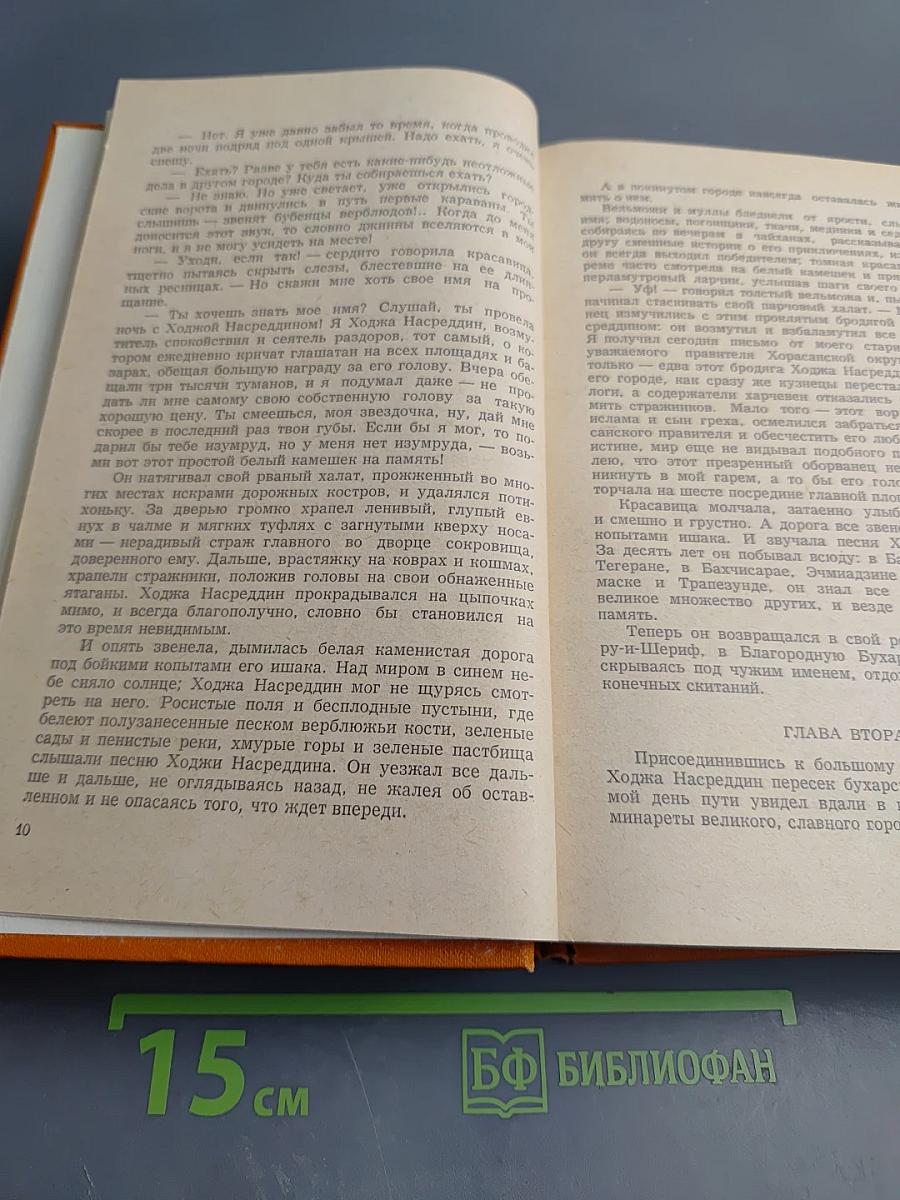 — Нет. Я уже давно забыл то время, когда проводил
две ночи подряд под одной крышей. Надо ехать, я очень
спешу.
— Ехать? Разве у тебя есть какие-нибудь неотложные
дела в другом городе? Куда ты собираешься ехать?
— Не знаю. Но уже светает, уже открылись город-
ские ворота и двинулись в путь первые караваны. Ты
слышишь — звенят бубенцы верблюдов!.. Когда до меня
доносится этот звук, то словно джинны вселяются в мои
ноги, и я не могу усидеть на месте!
— Уходи, если так! — сердито говорила красавица,
тщетно пытаясь скрыть слезы, блестевшие на ее длин-
ных ресницах. — Но скажи мне хоть свое имя на про-
щание.
— Ты хочешь знать мое имя? Слушай, ты провела
ночь с Ходжой Насреддином! Я Ходжа Насреддин, возму-
титель спокойствия и сеятель раздоров, тот самый, о ко-
тором ежедневно кричат глашатаи на всех площадях и ба-
зарах, обещая большую награду за его голову. Вчера обе-
щали три тысячи туманов, и я подумал даже — не про-
дать ли мне самому свою собственную голову за такую
хорошую цену. Ты смеешься, моя звездочка, ну, дай мне
скорее в последний раз твои губы. Если бы я мог, то по-
дарил бы тебе изумруд, но у меня нет изумруда, — возь-
ми вот этот простой белый камешек на память!
Он натягивал свой рваный халат, прожженный во мно-
гих местах искрами дорожных костров, и удалялся поти-
хоньку. За дверью громко храпел ленивый, глупый ев-
нух в чалме и мягких туфлях с загнутыми кверху носа-
ми — нерадивый страж главного во дворце сокровища,
доверенного ему. Дальше, врастяжку на коврах и кошмах,
храпели стражники, положив головы на свои обнаженные
ятаганы. Ходжа Насреддин прокрадывался на цыпочках
мимо, и всегда благополучно, словно бы становился на
это время невидимым.
И опять звенела, дымилась белая каменистая дорога
под бойкими копытами его ишака. Над миром в синем не-
бе сияло солнце; Ходжа Насреддин мог не щурясь смот-
реть на него. Росистые поля и бесплодные пустыни, где
белеют полузанесенные песком верблюжьи кости, зеленые
сады и пенистые реки, хмурые горы и зеленые пастбища
слышали песню Ходжи Насреддина. Он уезжал все даль-
ше и дальше, не оглядываясь назад, не жалея об остав-
ленном и не опасаясь того, что ждет впереди.
10
А в покинутом городе навсегда оставалась жи
мять о нем.
Вельможи и муллы бледнели от ярости, слы
имя; водоносы, погонщики, ткачи, медники и сед
собираясь по вечерам в чайханах, рассказыва
другу смешные истории о его приключениях, из
он всегда выходил победителем; томная краса
реме часто смотрела на белый камешек и пря
перламутровый ларчик, услышав шаги своего
— Уф! — говорил толстый вельможа и, пы
начинал стаскивать свой парчовый халат. —
нец измучились с этим проклятым бродягой
среддином: он возмутил и взбаламутил все
Я получил сегодня письмо от моего стари
уважаемого правителя Хорасанской окру
только — едва этот бродяга Ходжа Насредд
его городе, как сразу же кузнецы перестал
логи, а содержатели харчевен отказались
мить стражников. Мало того — этот вор
ислама и сын греха, осмелился забраться
санского правителя и обесчестить его люб
истине, мир еще не видывал подобного п
лею, что этот презренный оборванец не
никнуть в мой гарем, а то бы его голо
торчала на шесте посредине главной пло
Красавица молчала, затаенно улыб
и смешно и грустно. А дорога все звене
копытами ишака. И звучала песня Х
За десять лет он побывал всюду: в Ба
Тегеране, в Бахчисарае, Эчмиадзине
маске и Трапезунде, он знал все
великое множество других, и везде
память.
Теперь он возвращался в свой ро
ру-и-Шериф, в Благородную Бухар
скрываясь под чужим именем, отдо
конечных скитаний.
ГЛАВА ВТОРА
Присоединившись к большому
Ходжа Насреддин пересек бухарс
мой день пути увидел вдали в
минареты великого, славного горо
15 см
БФ БИБЛИОФАН